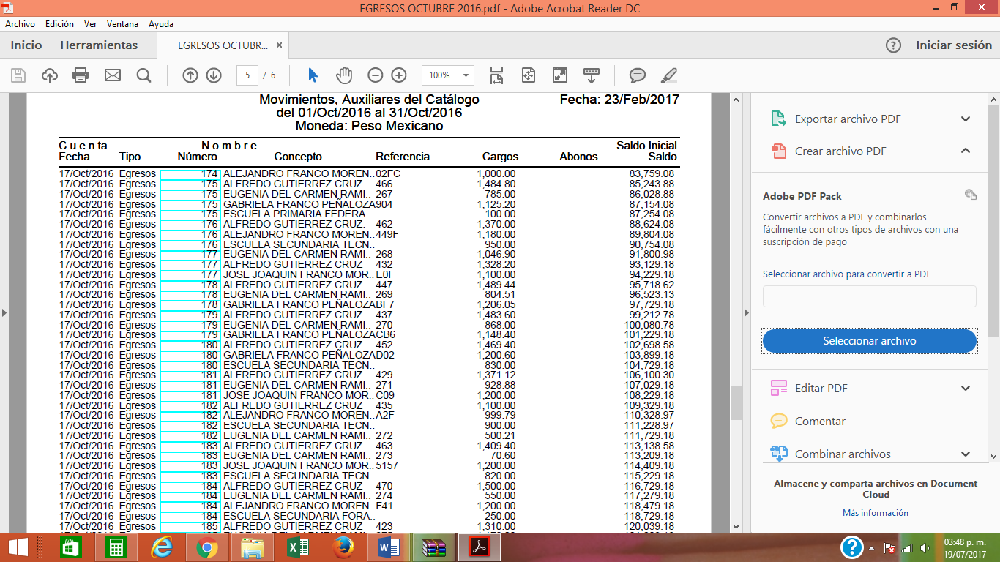 EGRESOS OCTUBRE 2016.pdf - Adobe Acrobat Reader DC
Archivo Edición Ver Ventana Ayuda
Inicio Herramientas EGRESOS OCTUBR... × Iniciar sesión
5 / 6 100%
Movimientos, Auxiliares del Catálogo Fecha: 23/Feb/2017
del 01/Oct/2016 al 31/Oct/2016
Moneda: Peso Mexicano
C u e n t a N o m b r e Saldo Inicial
Fecha Tipo Número Concepto Referencia Cargos Abonos Saldo
17/Oct/2016 Egresos 174 ALEJANDRO FRANCO MOREN.. 02FC 1,000.00 83,759.08
17/Oct/2016 Egresos 175 ALFREDO GUTIERREZ CRUZ. 466 1,484.80 85,243.88
17/Oct/2016 Egresos 175 EUGENIA DEL CARMEN RAMI.. 267 785.00 86,028.88
17/Oct/2016 Egresos 175 GABRIELA FRANCO PEÑALOZA 904 1,125.20 87,154.08
17/Oct/2016 Egresos 175 ESCUELA PRIMARIA FEDERA.. 100.00 87,254.08
17/Oct/2016 Egresos 176 ALFREDO GUTIERREZ CRUZ. 462 1,370.00 88,624.08
17/Oct/2016 Egresos 176 ALEJANDRO FRANCO MOREN.. 449F 1,180.00 89,804.08
17/Oct/2016 Egresos 176 ESCUELA SECUNDARIA TECN.. 950.00 90,754.08
17/Oct/2016 Egresos 177 EUGENIA DEL CARMEN RAMI.. 268 1,046.90 91,800.98
17/Oct/2016 Egresos 177 ALFREDO GUTIERREZ CRUZ 432 1,328.20 93,129.18
17/Oct/2016 Egresos 177 JOSE JOAQUIN FRANCO MOR.. E0F 1,100.00 94,229.18
17/Oct/2016 Egresos 178 ALFREDO GUTIERREZ CRUZ 447 1,489.44 95,718.62
17/Oct/2016 Egresos 178 EUGENIA DEL CARMEN RAMI.. 269 804.51 96,523.13
17/Oct/2016 Egresos 178 GABRIELA FRANCO PEÑALOZA BF7 1,206.05 97,729.18
17/Oct/2016 Egresos 179 ALFREDO GUTIERREZ CRUZ 437 1,483.60 99,212.78
17/Oct/2016 Egresos 179 EUGENIA DEL CARMEN RAMI.. 270 868.00 100,080.78
17/Oct/2016 Egresos 179 GABRIELA FRANCO PEÑALOZA CB6 1,148.40 101,229.18
17/Oct/2016 Egresos 180 ALFREDO GUTIERREZ CRUZ. 452 1,469.40 102,698.58
17/Oct/2016 Egresos 180 GABRIELA FRANCO PEÑALOZA D02 1,200.60 103,899.18
17/Oct/2016 Egresos 180 ESCUELA SECUNDARIA TECN.. 830.00 104,729.18
17/Oct/2016 Egresos 181 ALFREDO GUTIERREZ CRUZ 429 1,371.12 106,100.30
17/Oct/2016 Egresos 181 EUGENIA DEL CARMEN RAMI.. 271 928.88 107,029.18
17/Oct/2016 Egresos 181 JOSE JOAQUIN FRANCO MOR.. C09 1,200.00 108,229.18
17/Oct/2016 Egresos 182 ALFREDO GUTIERREZ CRUZ 435 1,100.00 109,329.18
17/Oct/2016 Egresos 182 ALEJANDRO FRANCO MOREN.. A2F 999.79 110,328.97
17/Oct/2016 Egresos 182 ESCUELA SECUNDARIA TECN.. 900.00 111,228.97
17/Oct/2016 Egresos 182 EUGENIA DEL CARMEN RAMI.. 272 500.21 111,729.18
17/Oct/2016 Egresos 183 ALFREDO GUTIERREZ CRUZ. 463 1,409.40 113,138.58
17/Oct/2016 Egresos 183 EUGENIA DEL CARMEN RAMI.. 273 70.60 113,209.18
17/Oct/2016 Egresos 183 JOSE JOAQUIN FRANCO MOR.. 5157 1,200.00 114,409.18
17/Oct/2016 Egresos 183 ESCUELA SECUNDARIA TECN.. 820.00 115,229.18
17/Oct/2016 Egresos 184 ALFREDO GUTIERREZ CRUZ 470 1,500.00 116,729.18
17/Oct/2016 Egresos 184 EUGENIA DEL CARMEN RAMI.. 274 550.00 117,279.18
17/Oct/2016 Egresos 184 ALEJANDRO FRANCO MOREN.. F41 1,200.00 118,479.18
17/Oct/2016 Egresos 184 ESCUELA SECUNDARIA FORA.. 250.00 118,729.18
17/Oct/2016 Egresos 185 ALFREDO GUTIERREZ CRUZ 423 1,310.00 120,039.18
Exportar archivo PDF
Crear archivo PDF
Adobe PDF Pack
Convertir archivos a PDF y combinarlos
fácilmente con otros tipos de archivos con una
suscripción de pago
Seleccionar archivo para convertir a PDF
Seleccionar archivo
Editar PDF
Comentar
Combinar archivos
Almacene y comparta archivos en Document
Cloud
Más información
03:48 p. m.
19/07/2017